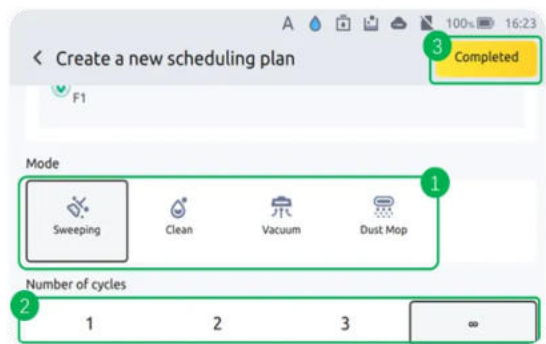 A 100% 16:23
< Create a new scheduling plan
3
Completed
F1
Mode
1
Sweeping Clean Vacuum Dust Mop
Number of cycles
2
1 2 3 ∞